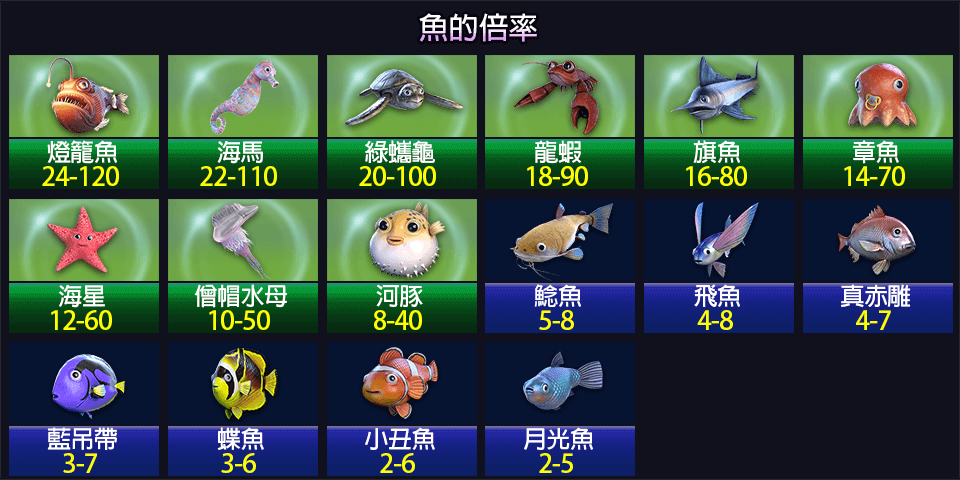 魚的倍率
燈籠魚
24-120
海馬
22-110
綠蠵龜
20-100
龍蝦
18-90
旗魚
16-80
章魚
14-70
海星
12-60
僧帽水母
10-50
河豚
8-40
鯰魚
5-8
飛魚
4-8
真赤雕
4-7
藍吊帶
3-7
蝶魚
3-6
小丑魚
2-6
月光魚
2-5